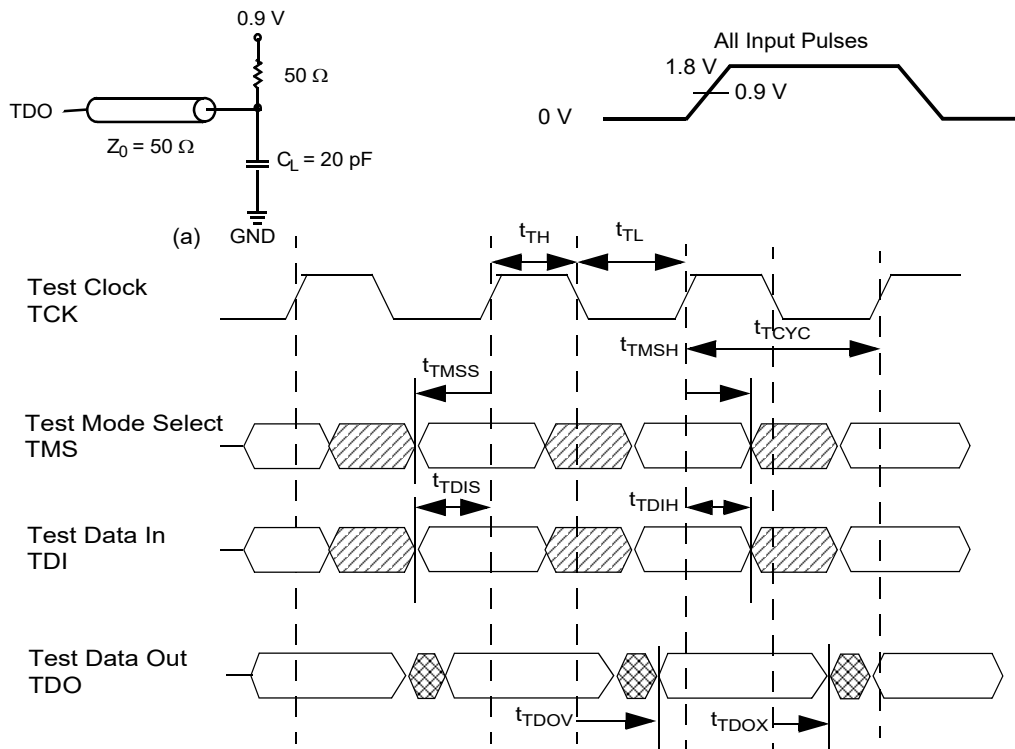 0.9 V
50 Ω
TDO
Z0 = 50 Ω
CL = 20 pF
(a)
GND
All Input Pulses
1.8 V
0.9 V
0 V
tTH
tTL
Test Clock
TCK
tTMSH
tTCYC
tTMSS
Test Mode Select
TMS
tTDIS
tTDIH
Test Data In
TDI
Test Data Out
TDO
tTDOV
tTDOX